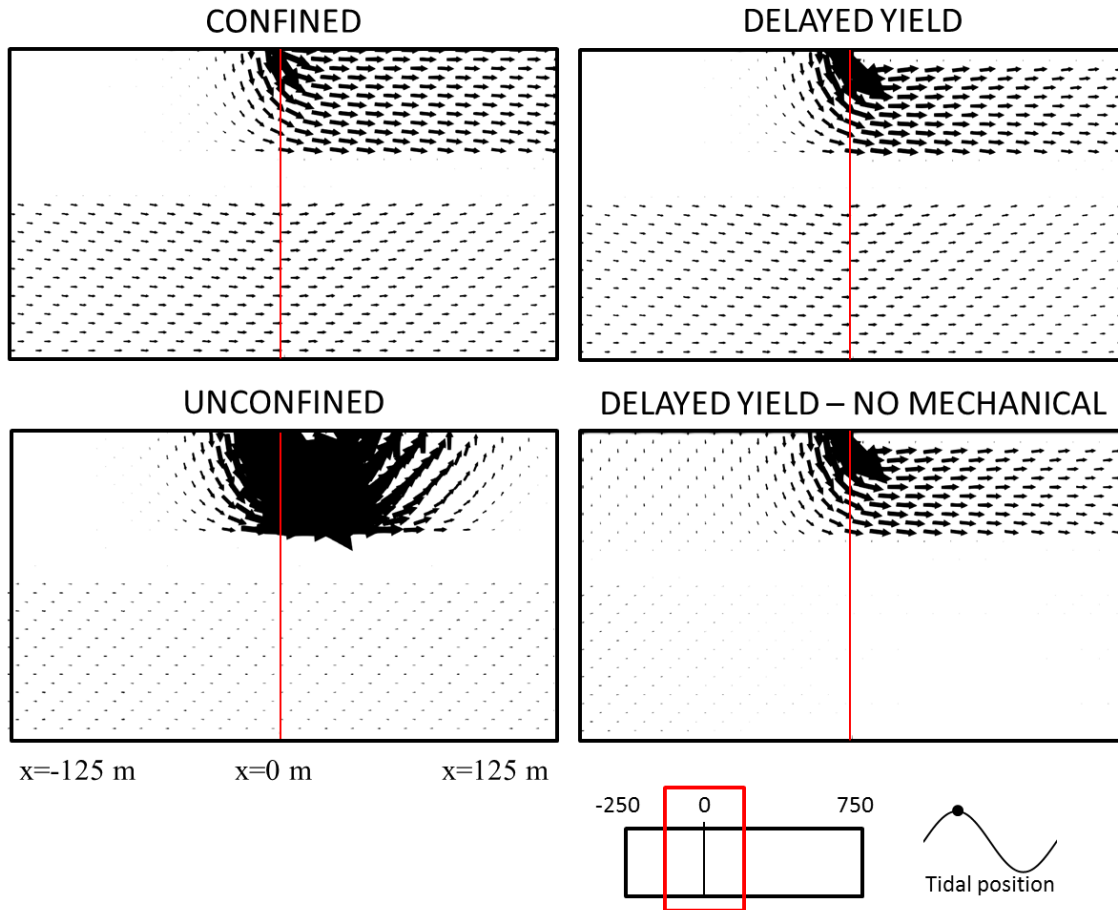 CONFINED
DELAYED YIELD
UNCONFINED
DELAYED YIELD – NO MECHANICAL
x=-125 m
x=0 m
x=125 m
-250
0
750
Tidal position